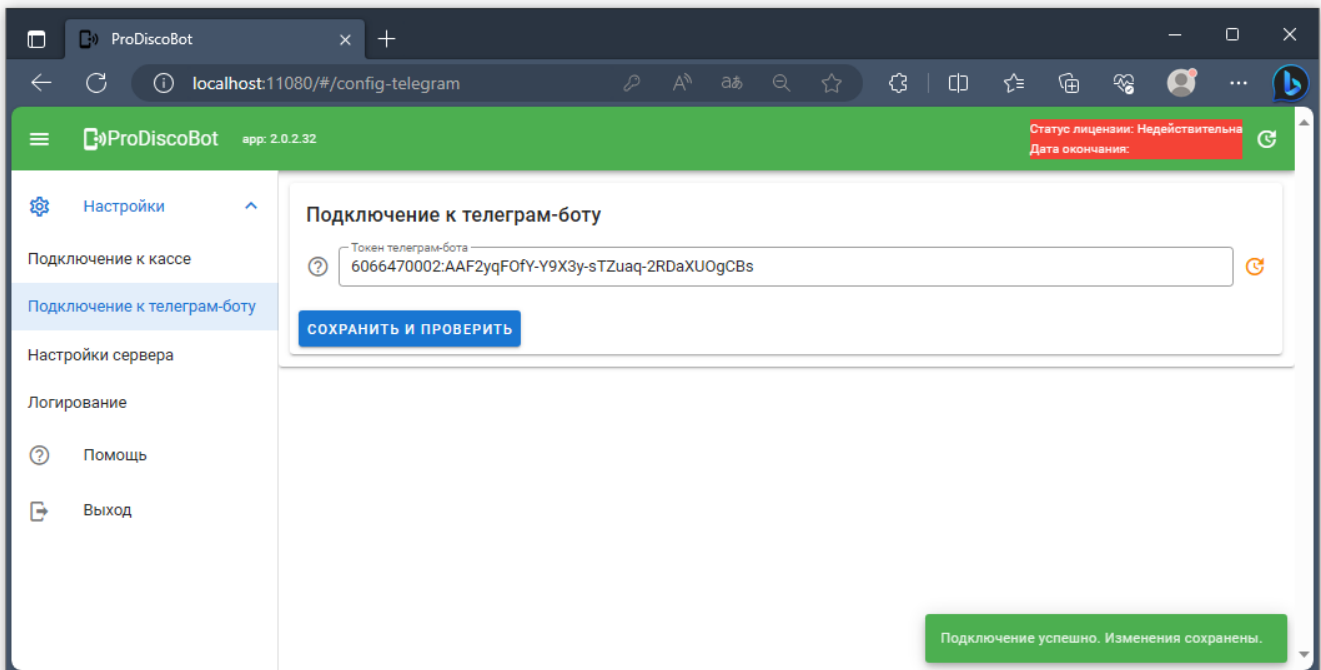 ProDiscoBot
localhost:11080/#/config-telegram
ProDiscoBot app: 2.0.2.32
Статус лицензии: Недействительна
Дата окончания:
Настройки
Подключение к кассе
Подключение к телеграм-боту
Настройки сервера
Логирование
Помощь
Выход
Подключение к телеграм-боту
Токен телеграм-бота
6066470002:AAF2yqFOfY-Y9X3y-sTZuaq-2RDaXUOgCBs
СОХРАНИТЬ И ПРОВЕРИТЬ
Подключение успешно. Изменения сохранены.